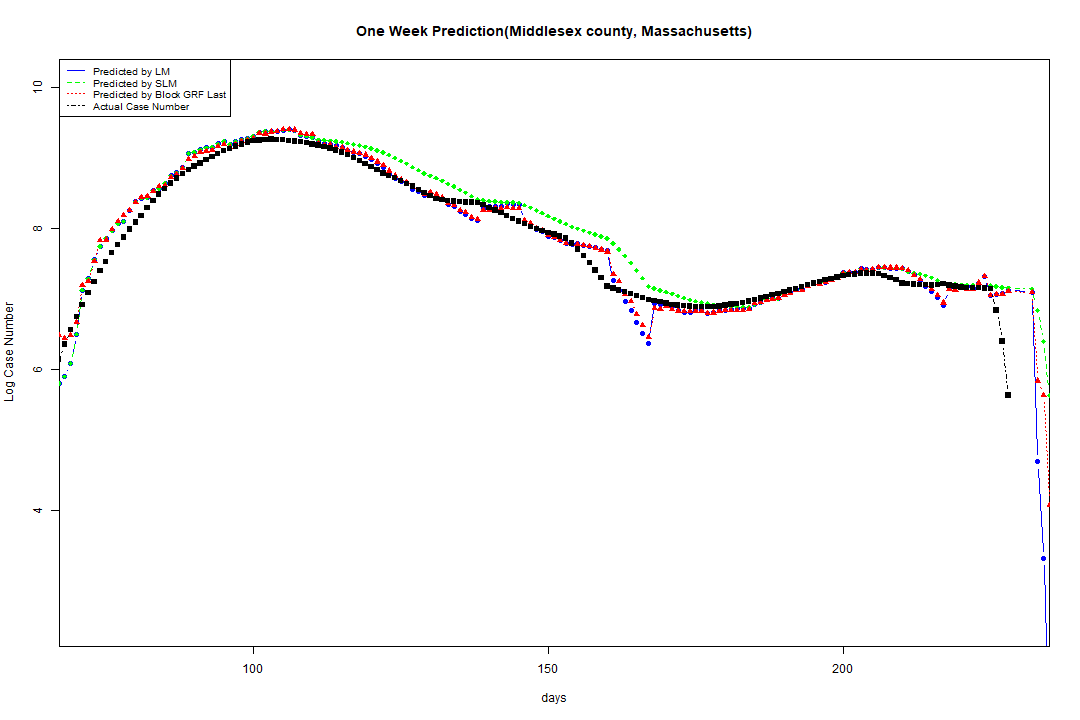 One Week Prediction(Middlesex county, Massachusetts)
Predicted by LM
Predicted by SLM
Predicted by Block GRF Last
Actual Case Number
10
8
6
4
Log Case Number
100
150
200
days